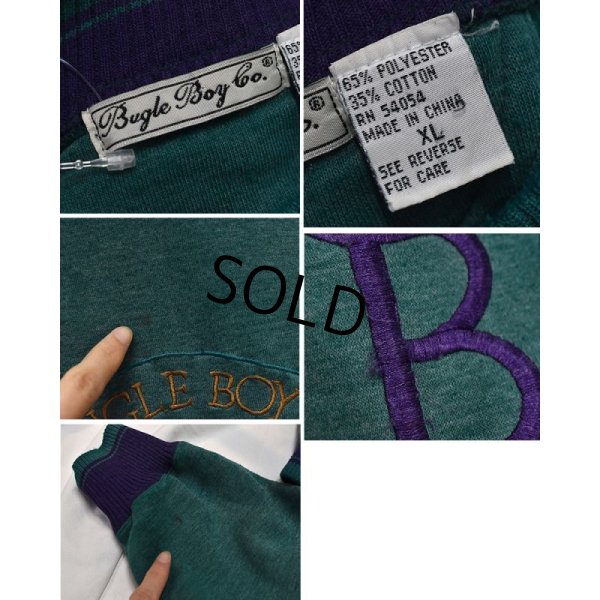 Bugle Boy Co.®
65% POLYESTER
35% COTTON
RN 54054
MADE IN CHINA
XL
SEE REVERSE
FOR CARE
o.®
SOLD
UGLE BOY
B